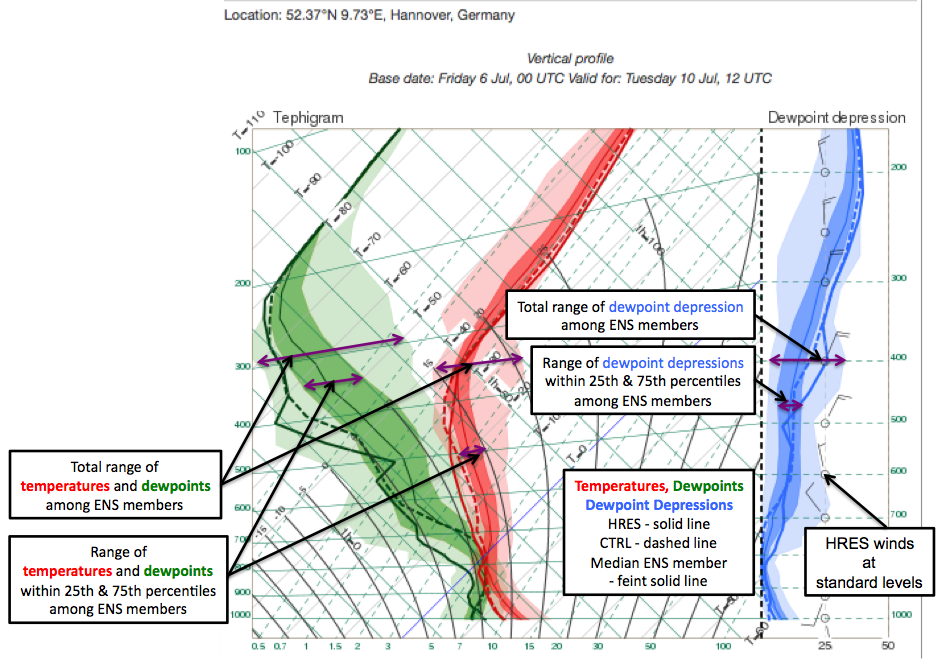 Location: 52.37°N 9.73°E, Hannover, Germany
Vertical profile
Base date: Friday 6 Jul, 00 UTC Valid for: Tuesday 10 Jul, 12 UTC
Tephigram
Dewpoint depression
T=-110
T=-100
T=-90
T=-80
T=-70
T=-60
T=-50
T=-40
T=0
100
200
300
400
500
600
900
1000
200
300
400
500
600
700
1000
Total range of dewpoint depression
among ENS members
Range of dewpoint depressions
within 25th & 75th percentiles
among ENS members
Total range of
temperatures and dewpoints
among ENS members
Range of
temperatures and dewpoints
within 25th & 75th percentiles
among ENS members
Temperatures, Dewpoints
Dewpoint Depressions
HRES - solid line
CTRL - dashed line
Median ENS member
- feint solid line
HRES winds
at
standard levels
th=100
th=0
0.5 0.7 1 1.5 2 3 5 7 10 15 20 30 50 100
25 50